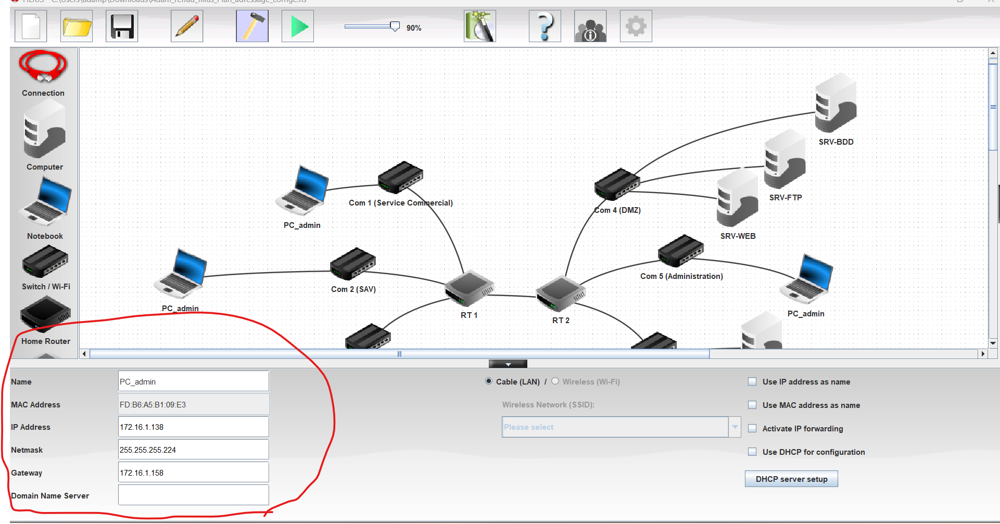 90%
Connection
Computer
Notebook
Switch / Wi-Fi
Home Router
SRV-BDD
SRV-FTP
SRV-WEB
Com 4 (DMZ)
Com 1 (Service Commercial)
PC_admin
Com 2 (SAV)
PC_admin
Com 5 (Administration)
PC_admin
RT 1
RT 2
Name
PC_admin
MAC Address
FD:B6:A5:B1:09:E3
IP Address
172.16.1.138
Netmask
255.255.255.224
Gateway
172.16.1.158
Domain Name Server
Cable (LAN) / Wireless (Wi-Fi)
Wireless Network (SSID):
Please select
Use IP address as name
Use MAC address as name
Activate IP forwarding
Use DHCP for configuration
DHCP server setup